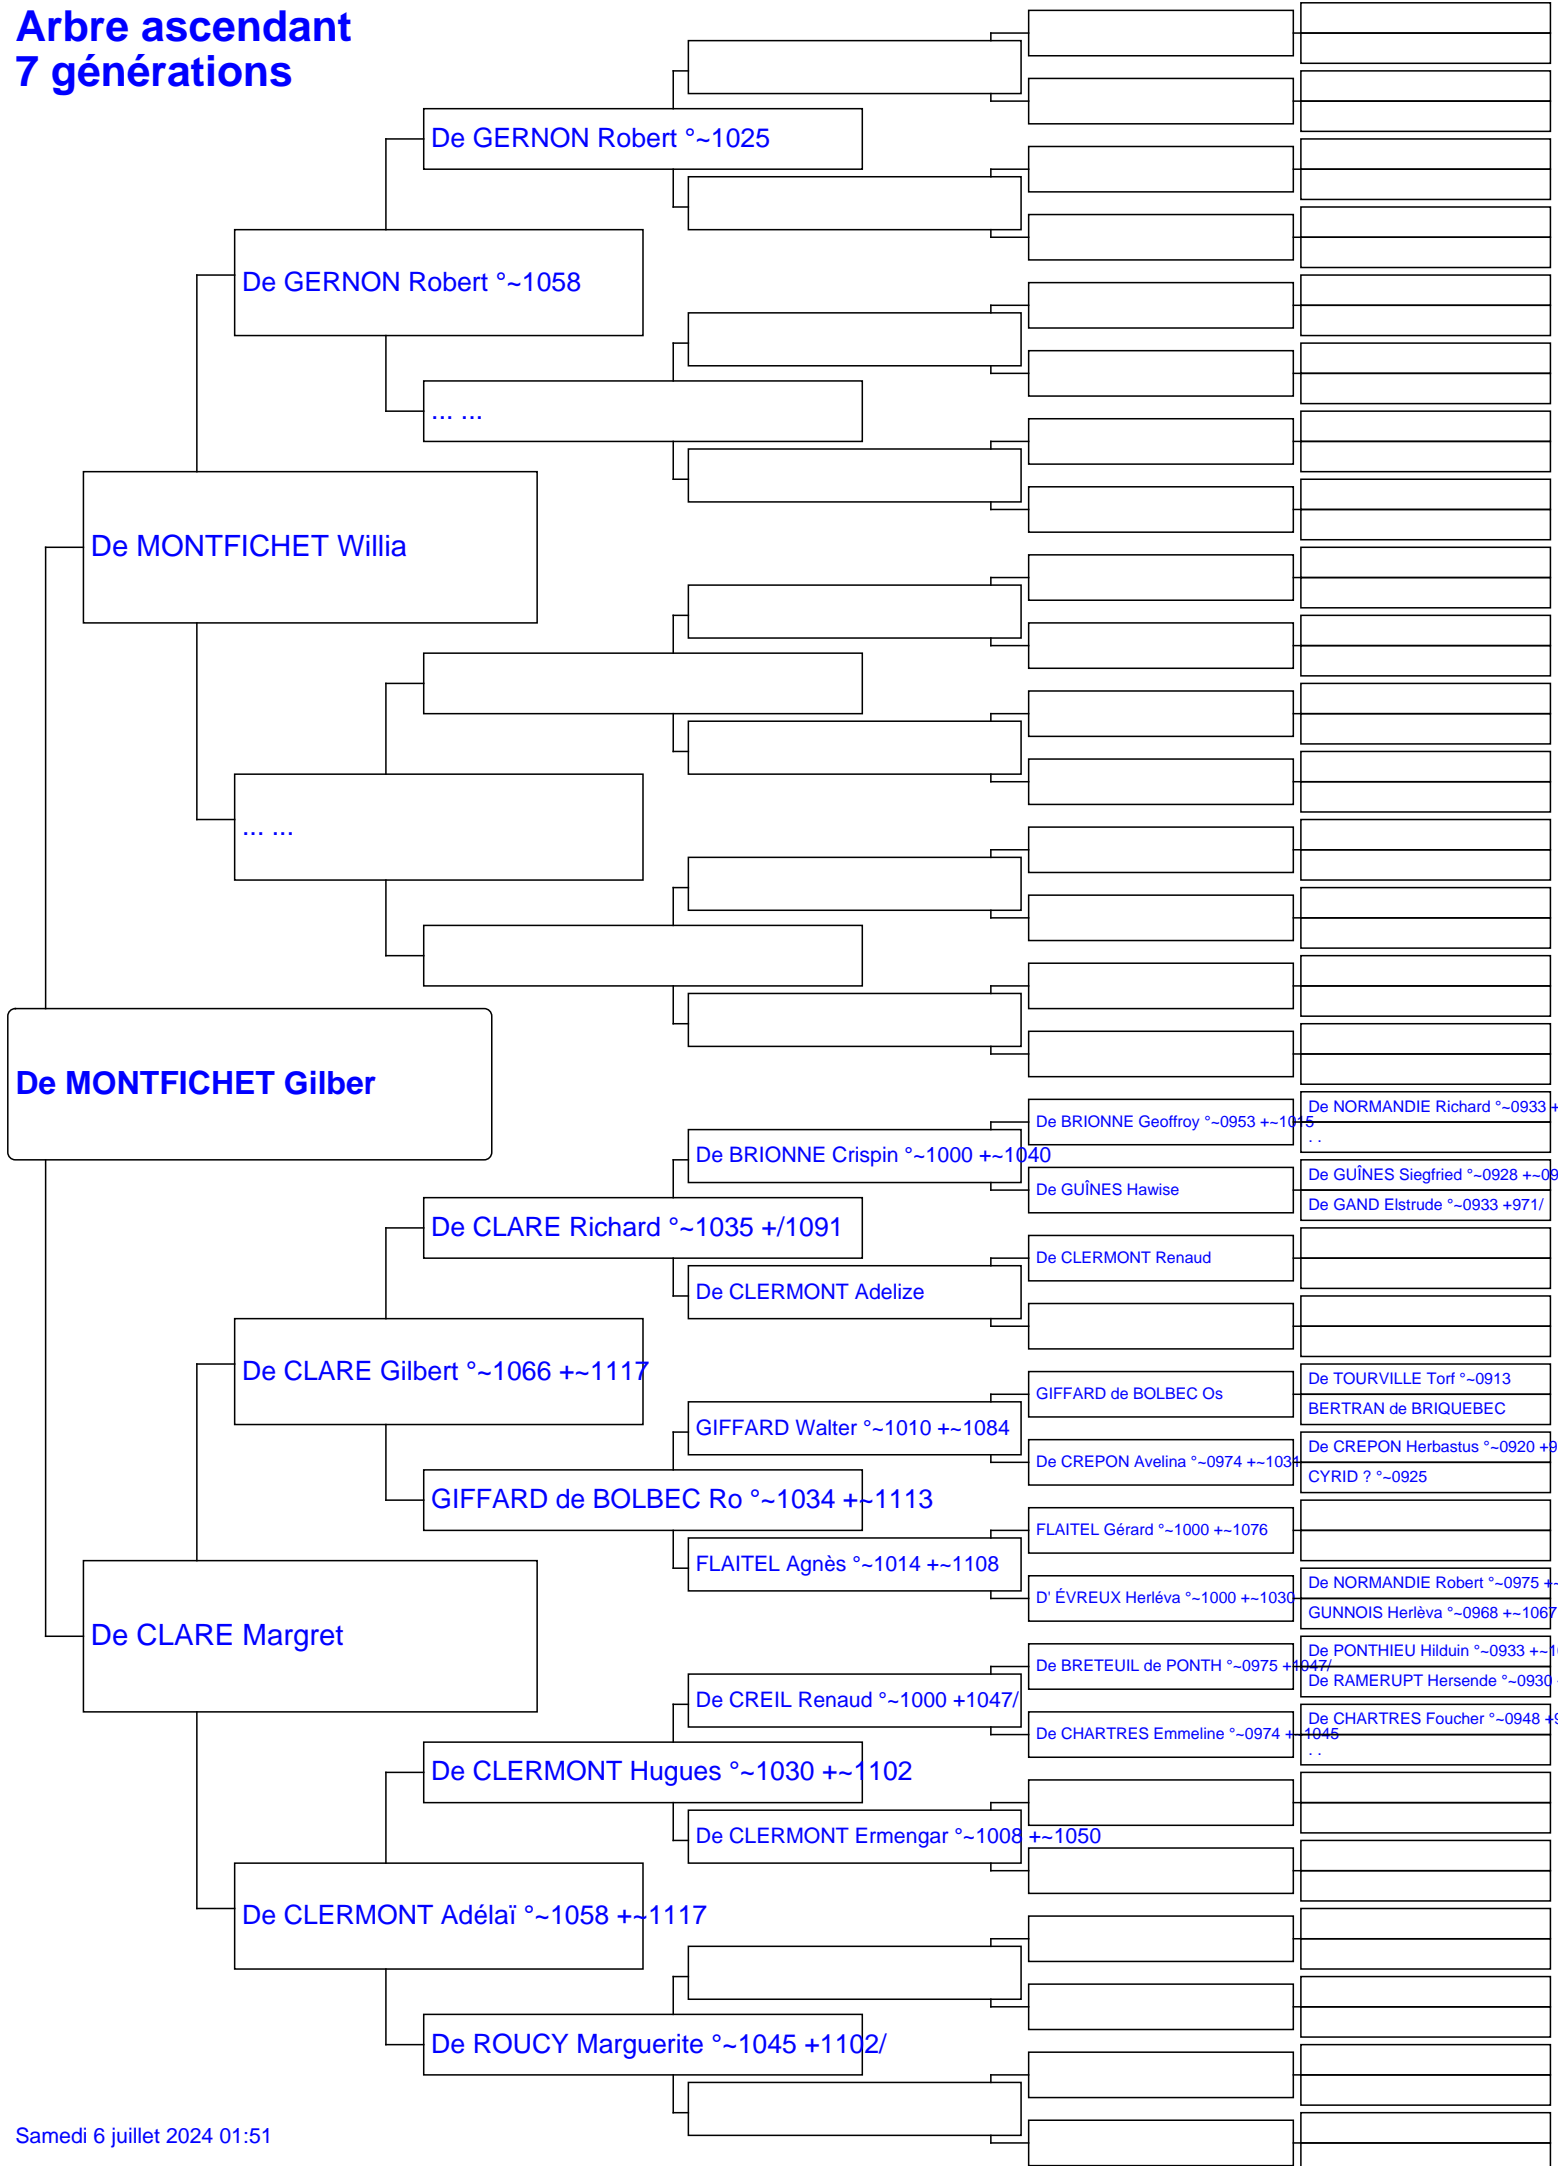 Arbre ascendant
7 générations
De GERNON Robert °~1025
De GERNON Robert °~1058
... ...
De MONTFICHET Willia
... ...
De MONTFICHET Gilber
De NORMANDIE Richard °~0933 +
De BRIONNE Geoffroy °~0953 +~1015
. .
De BRIONNE Crispin °~1000 +~1040
De GUÎNES Siegfried °~0928 +~09
De GUÎNES Hawise
De GAND Elstrude °~0933 +971/
De CLARE Richard °~1035 +/1091
De CLERMONT Renaud
De CLERMONT Adelize
De CLARE Gilbert °~1066 +~1117
De TOURVILLE Torf °~0913
GIFFARD de BOLBEC Os
BERTRAN de BRIQUEBEC
GIFFARD Walter °~1010 +~1084
De CREPON Herbastus °~0920 +9
De CREPON Avelina °~0974 +~1031
CYRID ? °~0925
GIFFARD de BOLBEC Ro °~1034 +~1113
FLAITEL Gérard °~1000 +~1076
FLAITEL Agnès °~1014 +~1108
De NORMANDIE Robert °~0975 +~
D' ÉVREUX Herléva °~1000 +~1030
GUNNOIS Herlèva °~0968 +~1067
De CLARE Margret
De PONTHIEU Hilduin °~0933 +~1
De BRETEUIL de PONTH °~0975 +1047/
De RAMERUPT Hersende °~0930
De CREIL Renaud °~1000 +1047/
De CHARTRES Foucher °~0948 +9
De CHARTRES Emmeline °~0974 +~1045
. .
De CLERMONT Hugues °~1030 +~1102
De CLERMONT Ermengar °~1008 +~1050
De CLERMONT Adélaï °~1058 +~1117
De ROUCY Marguerite °~1045 +1102/
Samedi 6 juillet 2024 01:51